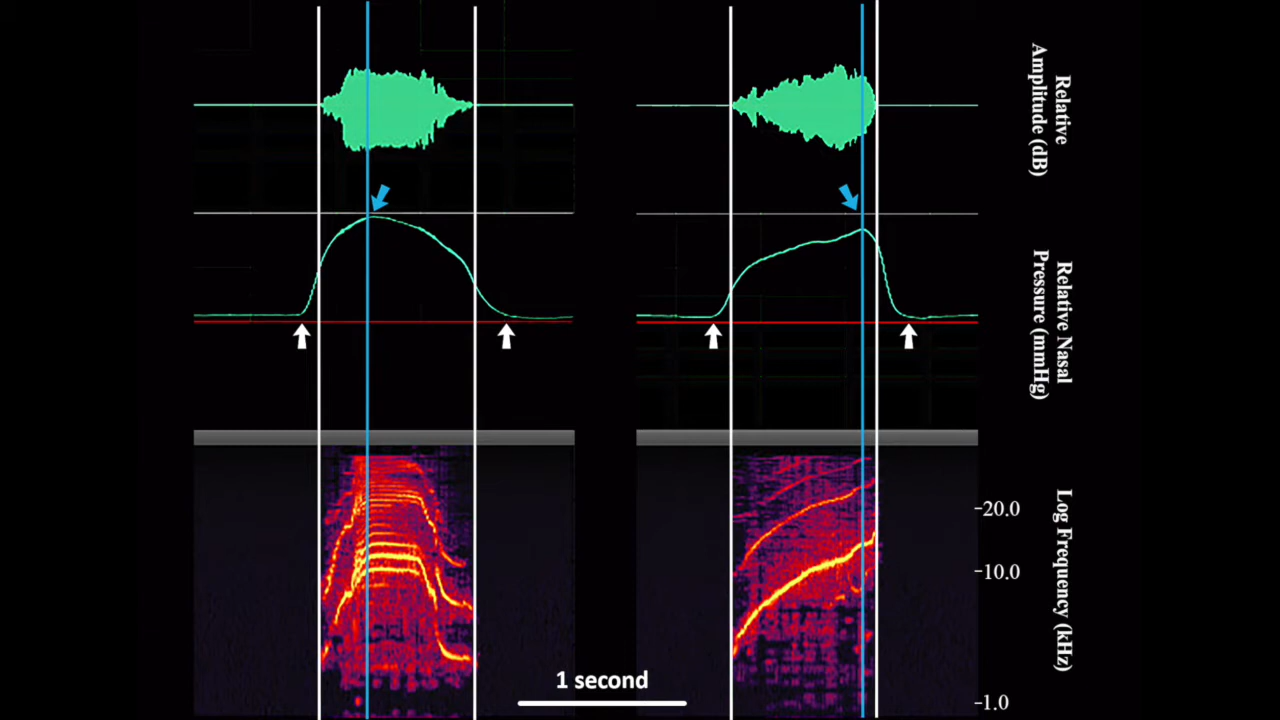 Relative
Amplitude (dB)
Relative Nasal
Pressure (mmHg)
Log Frequency (kHz)
-20.0
-10.0
-1.0
1 second